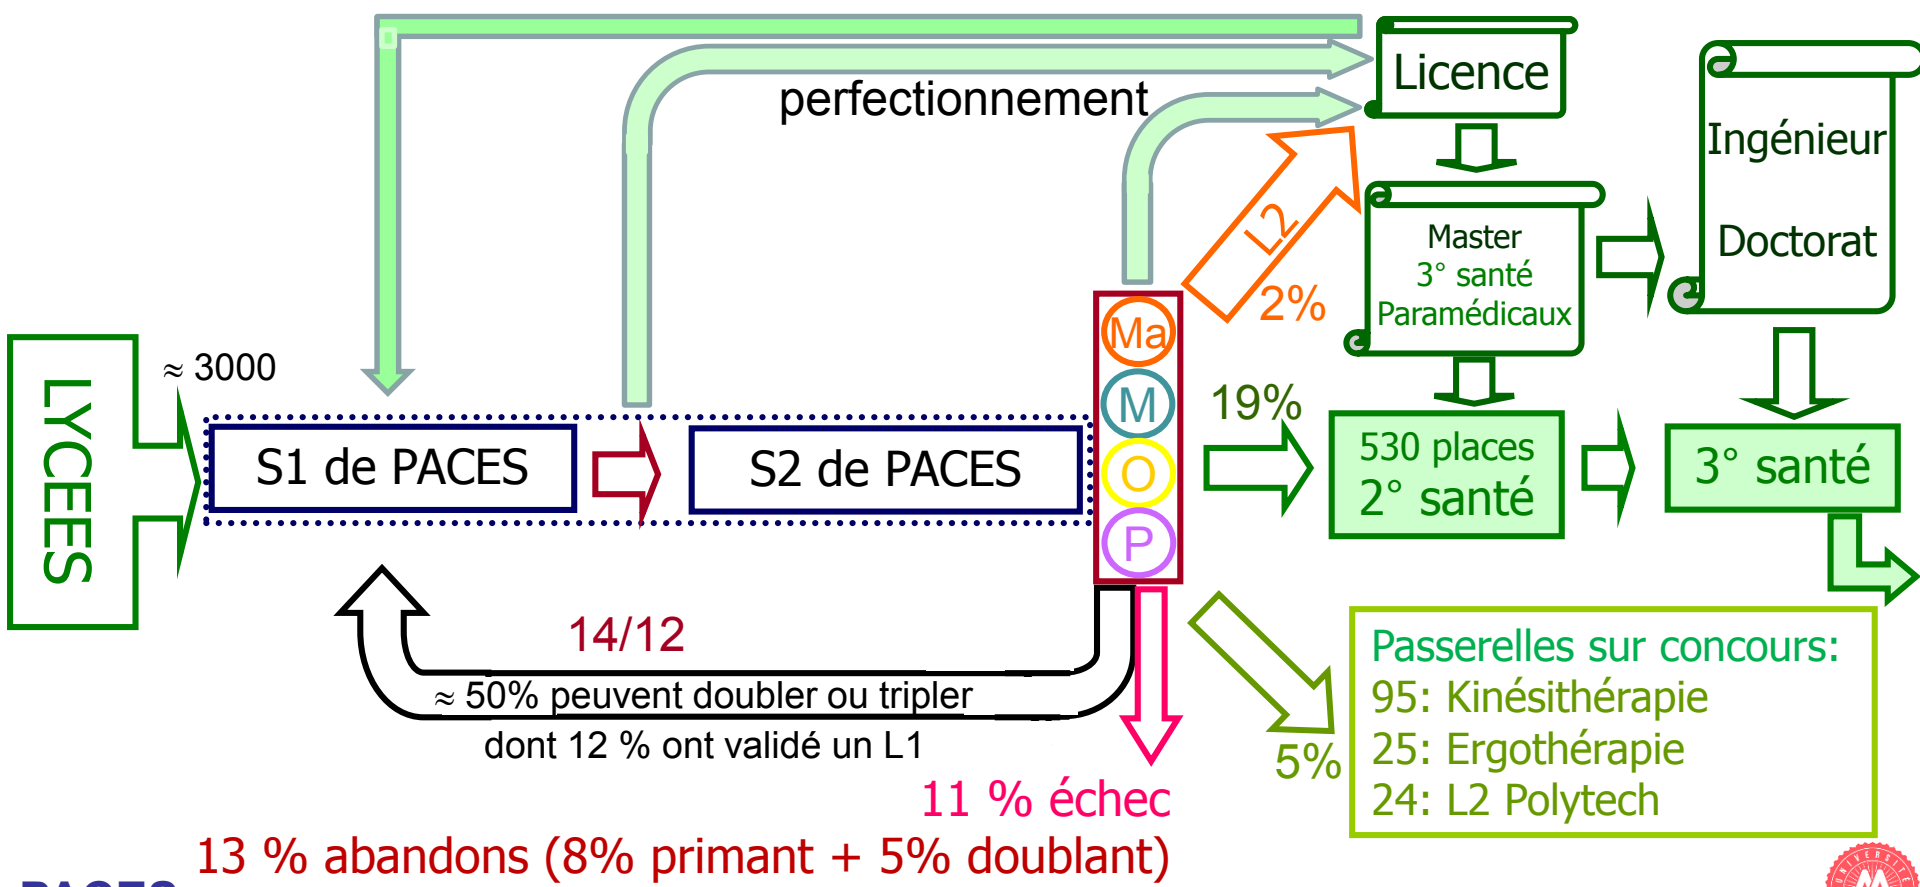 Licence
perfectionnement
Ingénieur
Doctorat
L2
2%
Master
3° santé
Paramédicaux
LYCEES
≈ 3000
S1 de PACES
S2 de PACES
Ma
M
O
P
19%
530 places
2° santé
3° santé
14/12
≈ 50% peuvent doubler ou tripler
dont 12 % ont validé un L1
5%
Passerelles sur concours:
95: Kinésithérapie
25: Ergothérapie
24: L2 Polytech
11 % échec
13 % abandons (8% primant + 5% doublant)
PACES